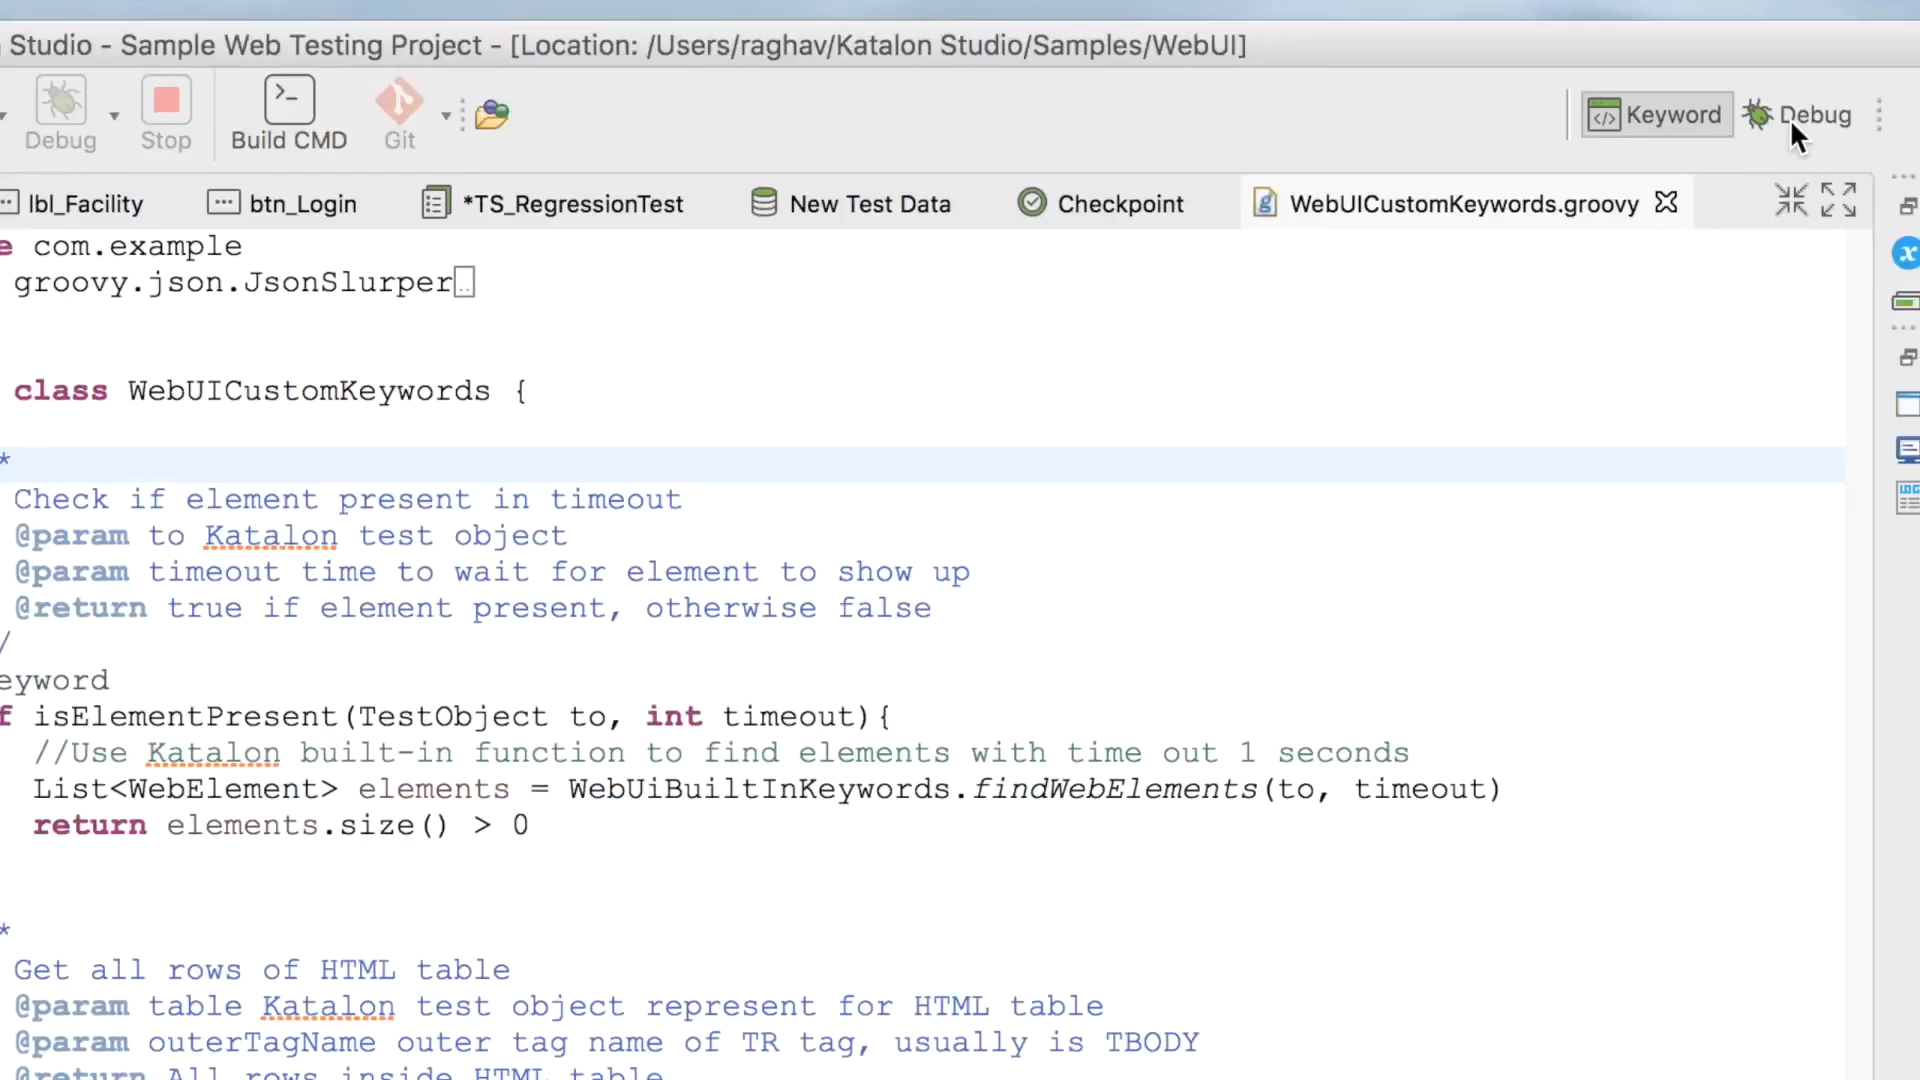 Studio - Sample Web Testing Project - [Location: /Users/raghav/Katalon Studio/Samples/WebUI]
Debug Stop Build CMD Git Keyword Debug
lbl_Facility btn_Login *TS_RegressionTest New Test Data Checkpoint WebUICustomKeywords.groovy
e com.example
groovy.json.JsonSlurper
class WebUICustomKeywords {
*
Check if element present in timeout
@param to Katalon test object
@param timeout time to wait for element to show up
@return true if element present, otherwise false
/
eyword
f isElementPresent(TestObject to, int timeout){
//Use Katalon built-in function to find elements with time out 1 seconds
List<WebElement> elements = WebUiBuiltInKeywords.findWebElements(to, timeout)
return elements.size() > 0
*
Get all rows of HTML table
@param table Katalon test object represent for HTML table
@param outerTagName outer tag name of TR tag, usually is TBODY
@return All rows inside HTML table